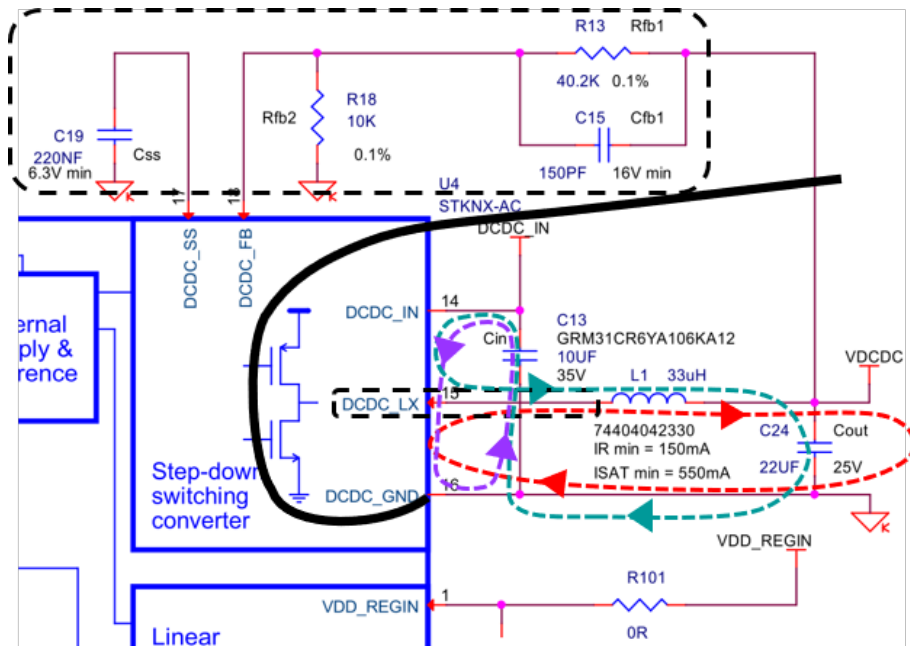 R13 Rfb1
40.2K 0.1%
C15 Cfb1
150PF 16V min
R18
10K
Rfb2
0.1%
C19
220NF
6.3V min
Css
K
K
17
18
U4
STKNX-AC
DCDC_SS
DCDC_FB
DCDC_IN
DCDC_IN
14
ernal
ply &
rence
Cin
C13
GRM31CR6YA106KA12
10UF
35V
L1 33uH
VDCDC
DCDC_LX
15
74404042330
IR min = 150mA
ISAT min = 550mA
C24 Cout
22UF 25V
Step-down
switching
converter
DCDC_GND
16
K
VDD_REGIN
R101
0R
VDD_REGIN
1
Linear